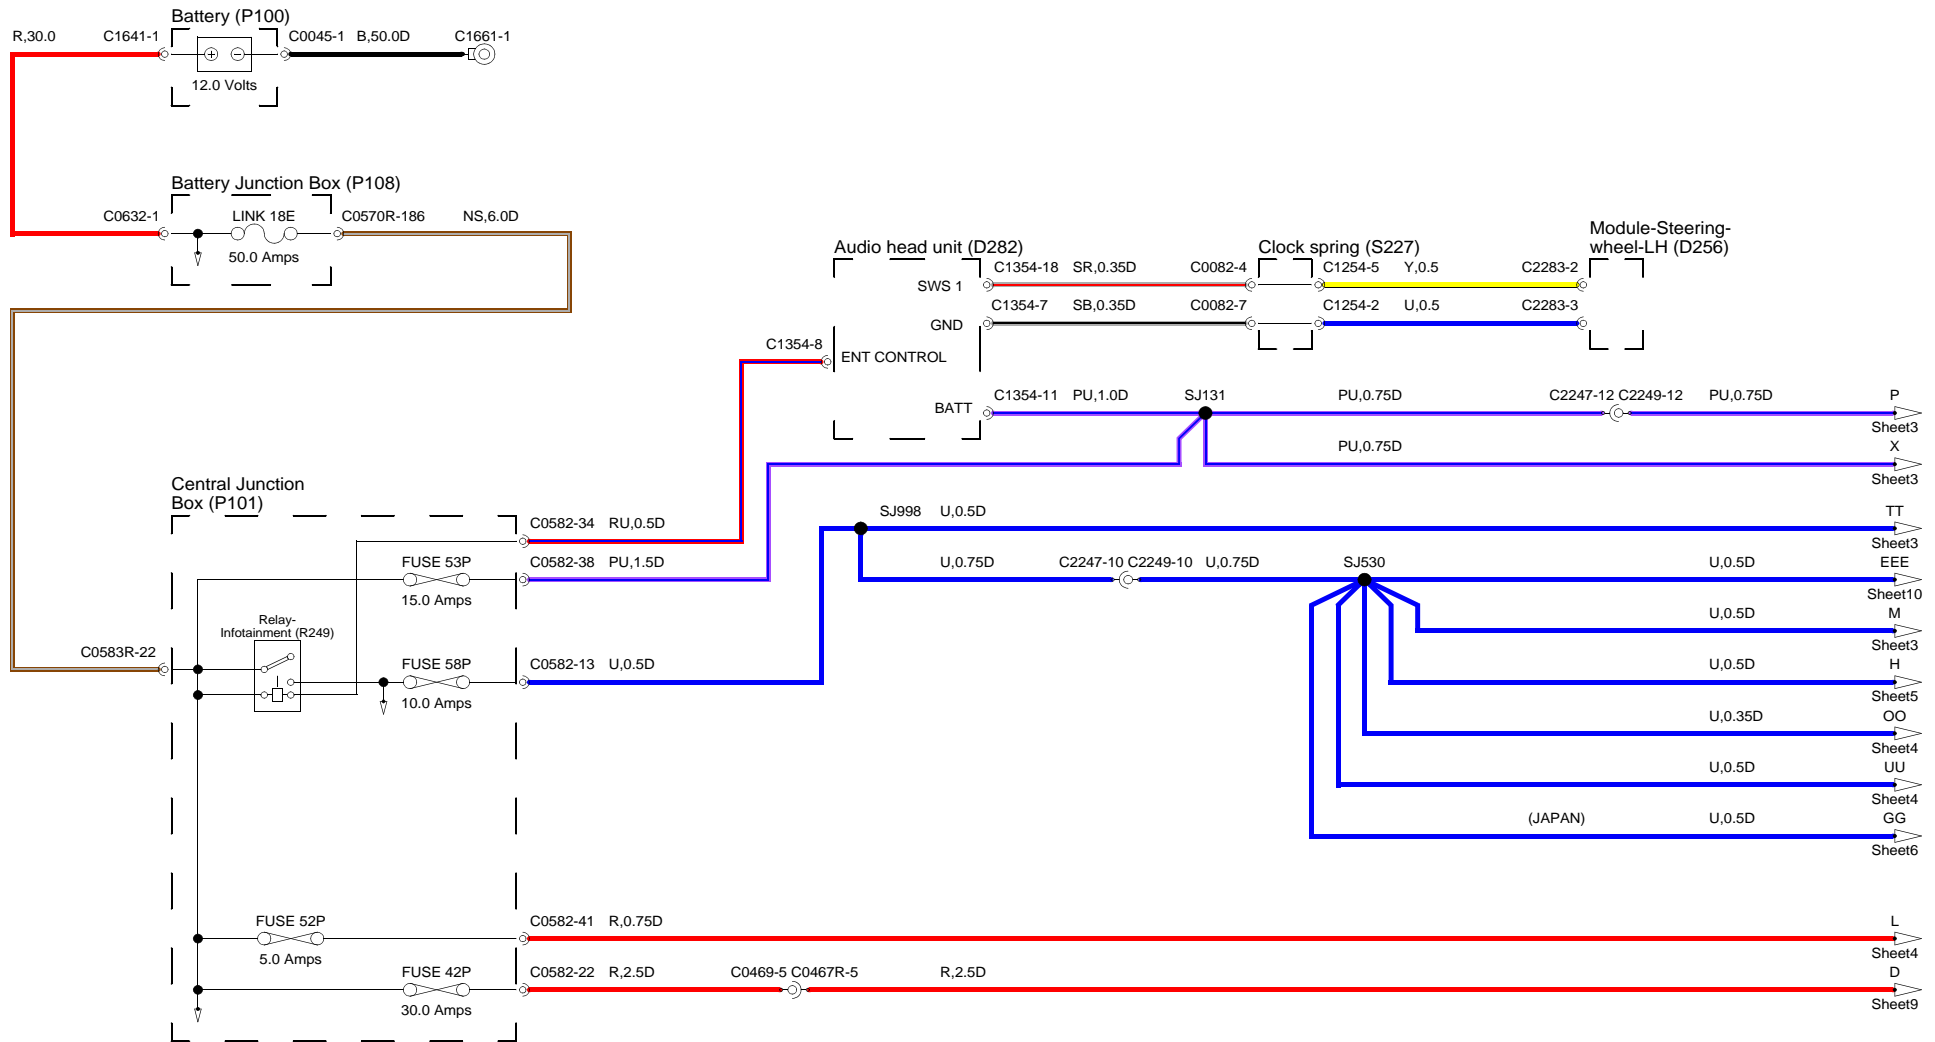 Battery (P100)
R,30.0 C1641-1 C0045-1 B,50.0D C1661-1
12.0 Volts
Battery Junction Box (P108)
C0632-1 LINK 18E C0570R-186 NS,6.0D
50.0 Amps
Audio head unit (D282) Clock spring (S227) Module-Steering-
wheel-LH (D256)
C1354-18 SR,0.35D C0082-4 C1254-5 Y,0.5 C2283-2
SWS 1
C1354-7 SB,0.35D C0082-7 C1254-2 U,0.5 C2283-3
GND
C1354-8
ENT CONTROL
C1354-11 PU,1.0D SJ131 PU,0.75D C2247-12 C2249-12 PU,0.75D P
BATT
Sheet3
PU,0.75D X
Sheet3
Central Junction
Box (P101)
SJ998 U,0.5D TT
C0582-34 RU,0.5D
Sheet3
FUSE 53P C0582-38 PU,1.5D U,0.75D C2247-10 C2249-10 U,0.75D SJ530 U,0.5D EEE
15.0 Amps
Sheet10
Relay-
Infotainment (R249)
U,0.5D M
Sheet3
C0583R-22
FUSE 58P C0582-13 U,0.5D U,0.5D H
10.0 Amps
Sheet5
U,0.35D OO
Sheet4
U,0.5D UU
Sheet4
(JAPAN) U,0.5D GG
Sheet6
FUSE 52P C0582-41 R,0.75D L
5.0 Amps
Sheet4
FUSE 42P C0582-22 R,2.5D C0469-5 C0467R-5 R,2.5D D
30.0 Amps
Sheet9